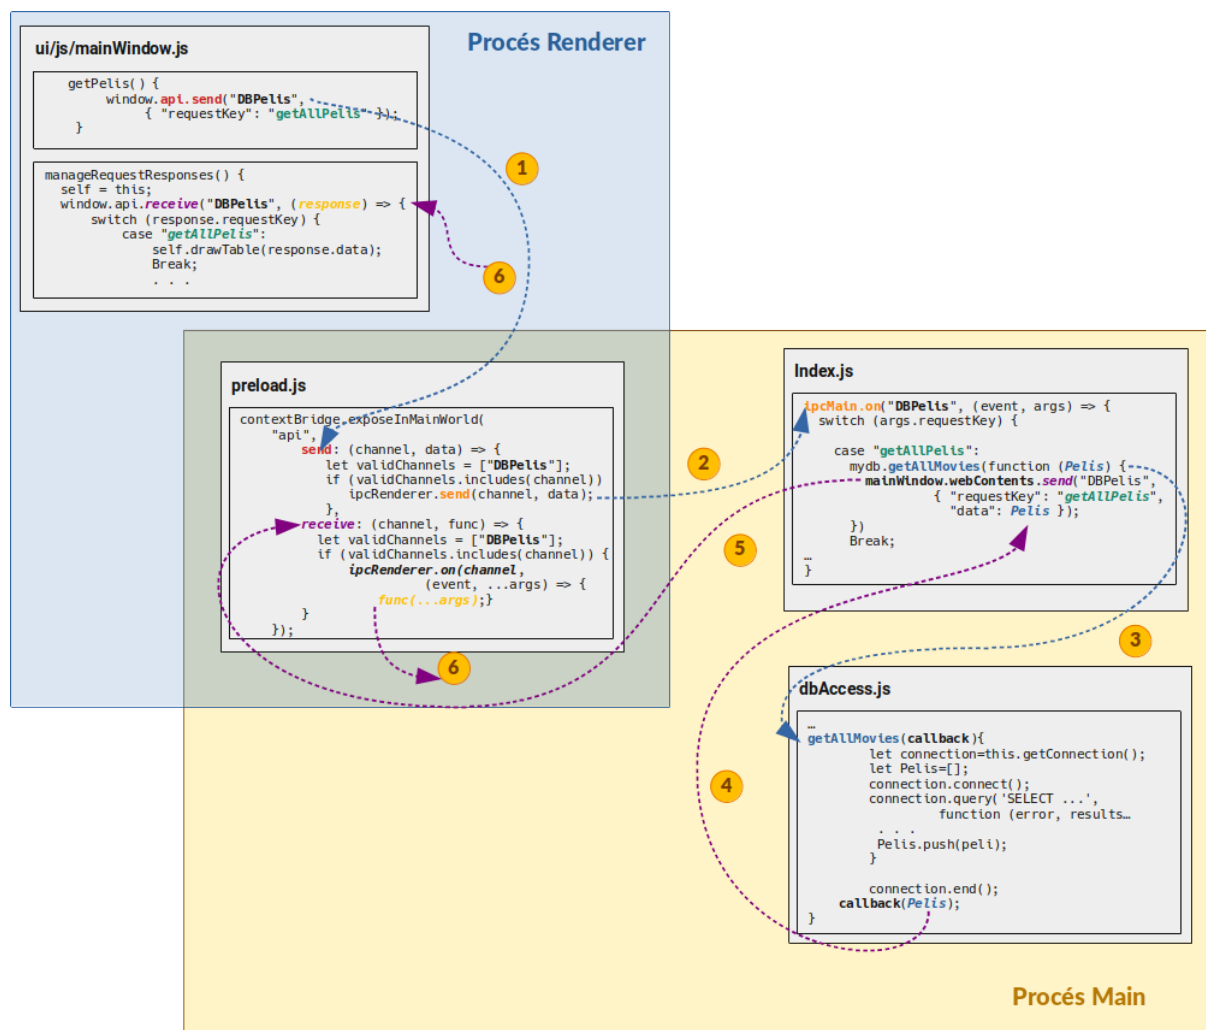 Procés Renderer
ui/js/mainWindow.js
getPelis() {
window.api.send("DBPelis",
{ "requestKey": "getAllPelis" });
}
manageRequestResponses() {
self = this;
window.api.receive("DBPelis", (response) => {
switch (response.requestKey) {
case "getAllPelis":
self.drawTable(response.data);
Break;
. . .
1
6
preload.js
contextBridge.exposeInMainWorld(
"api",
send: (channel, data) => {
let validChannels = ["DBPelis"];
if (validChannels.includes(channel))
ipcRenderer.send(channel, data);
},
receive: (channel, func) => {
let validChannels = ["DBPelis"];
if (validChannels.includes(channel)) {
ipcRenderer.on(channel,
(event, ...args) => {
func(...args);}
}
});
6
2
5
Index.js
ipcMain.on("DBPelis", (event, args) => {
switch (args.requestKey) {
case "getAllPelis":
mydb.getAllMovies(function (Pelis) {
mainWindow.webContents.send("DBPelis",
{ "requestKey": "getAllPelis",
"data": Pelis });
})
Break;
…
}
3
4
dbAccess.js
…
getAllMovies(callback){
let connection=this.getConnection();
let Pelis=[];
connection.connect();
connection.query('SELECT ...',
function (error, results…
. . .
Pelis.push(peli);
}
connection.end();
callback(Pelis);
}
Procés Main